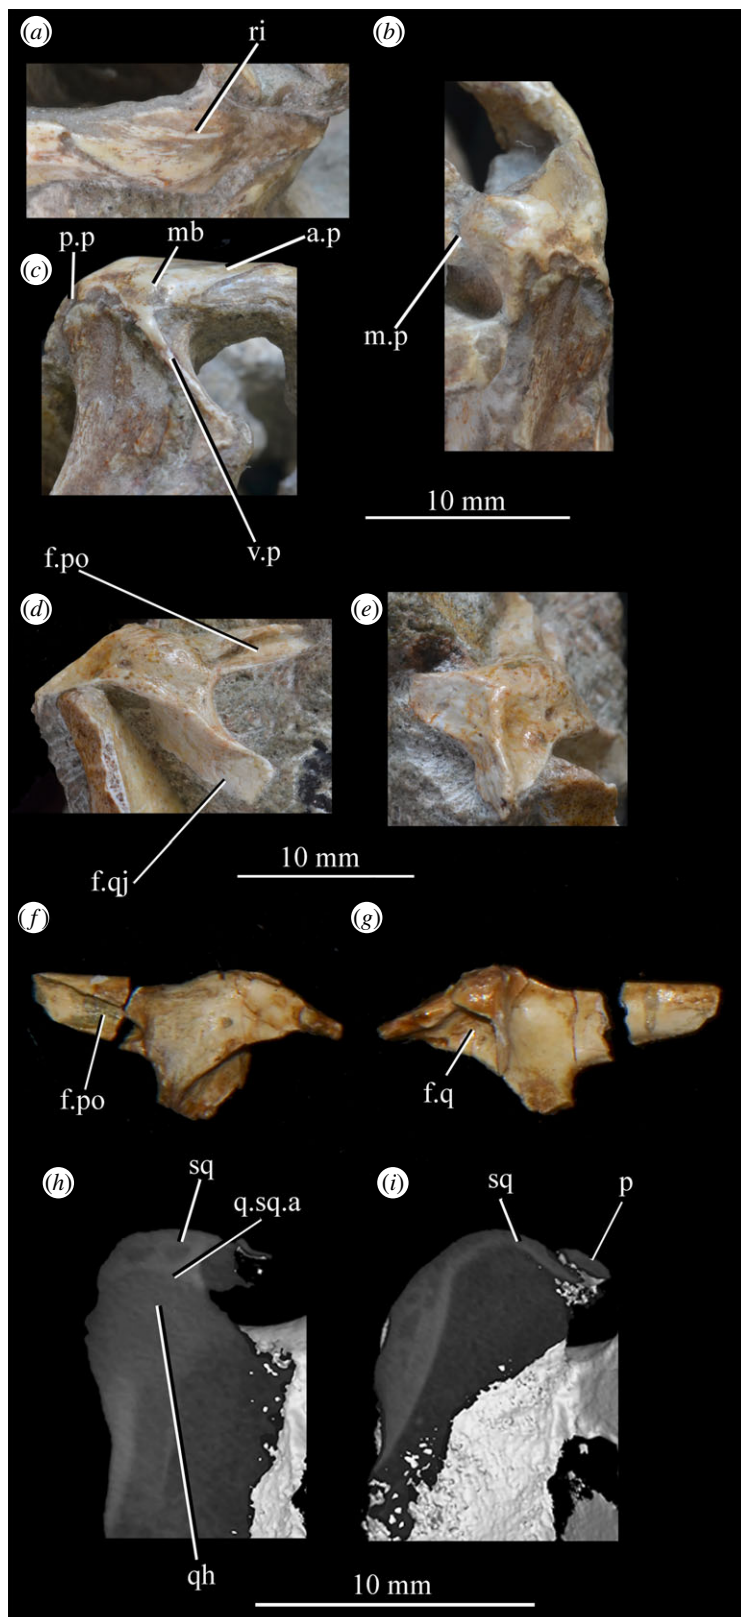 (a)
ri
(b)
p.p
mb
a.p
(c)
m.p
10 mm
v.p
f.po
(d)
(e)
10 mm
f.qj
(f)
(g)
f.po
f.q
(h)
sq
q.sq.a
(i)
sq
p
qh
10 mm